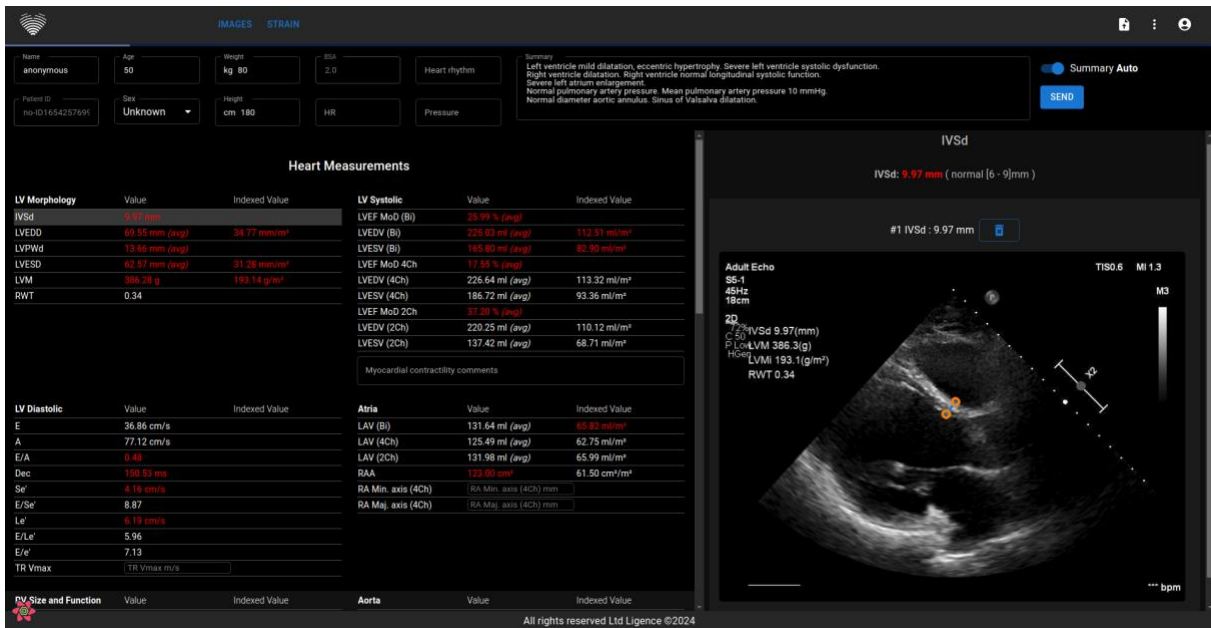 IMAGES STRAIN
Name
anonymous
Age
50
Weight
kg 80
BSA
2.0
Heart rhythm
Summary
Left ventricle mild dilatation, eccentric hypertrophy. Severe left ventricle systolic dysfunction.
Right ventricle dilatation. Right ventricle normal longitudinal systolic function.
Severe left atrium enlargement.
Normal pulmonary artery pressure. Mean pulmonary artery pressure 10 mmHg.
Normal diameter aortic annulus. Sinus of Valsalva dilatation.
Summary Auto
SEND
Patient ID
no-ID1654257695
Sex
Unknown
Height
cm 180
HR
Pressure
Heart Measurements
LV Morphology Value Indexed Value
IVSd 9.97 mm
LVEDD 69.55 mm (avg) 34.77 mm/m²
LVPWd 13.66 mm (avg)
LVESD 62.57 mm (avg) 31.28 mm/m²
LVM 386.28 g 193.14 g/m²
RWT 0.34
LV Systolic Value Indexed Value
LVEF MoD (Bi) 25.99 % (avg)
LVEDV (Bi) 225.03 ml (avg) 112.51 ml/m²
LVESV (Bi) 165.80 ml (avg) 82.90 ml/m²
LVEF MoD 4Ch 17.55 % (avg)
LVEDV (4Ch) 226.64 ml (avg) 113.32 ml/m²
LVESV (4Ch) 186.72 ml (avg) 93.36 ml/m²
LVEF MoD 2Ch 37.20 % (avg)
LVEDV (2Ch) 220.25 ml (avg) 110.12 ml/m²
LVESV (2Ch) 137.42 ml (avg) 68.71 ml/m²
Myocardial contractility comments
LV Diastolic Value Indexed Value
E 36.86 cm/s
A 77.12 cm/s
E/A 0.48
Dec 150.53 ms
Se' 4.16 cm/s
E/Se' 8.87
Le' 6.19 cm/s
E/Le' 5.96
E/e' 7.13
TR Vmax TR Vmax m/s
Atria Value Indexed Value
LAV (Bi) 131.64 ml (avg) 65.82 ml/m²
LAV (4Ch) 125.49 ml (avg) 62.75 ml/m²
LAV (2Ch) 131.98 ml (avg) 65.99 ml/m²
RAA 123.00 cm² 61.50 cm²/m²
RA Min. axis (4Ch) RA Min. axis (4Ch) mm
RA Maj. axis (4Ch) RA Maj. axis (4Ch) mm
RV Size and Function Value Indexed Value
Aorta Value Indexed Value
IVSd
IVSd: 9.97 mm ( normal [6 - 9]mm )
#1 IVSd : 9.97 mm
Adult Echo TIS0.6 MI 1.3
S5-1
45Hz
18cm
M3
2D
72%
C 50
P Low
HGen
IVSd 9.97(mm)
LVM 386.3(g)
LVMi 193.1(g/m²)
RWT 0.34
X2
*** bpm
All rights reserved Ltd Ligence ©2024